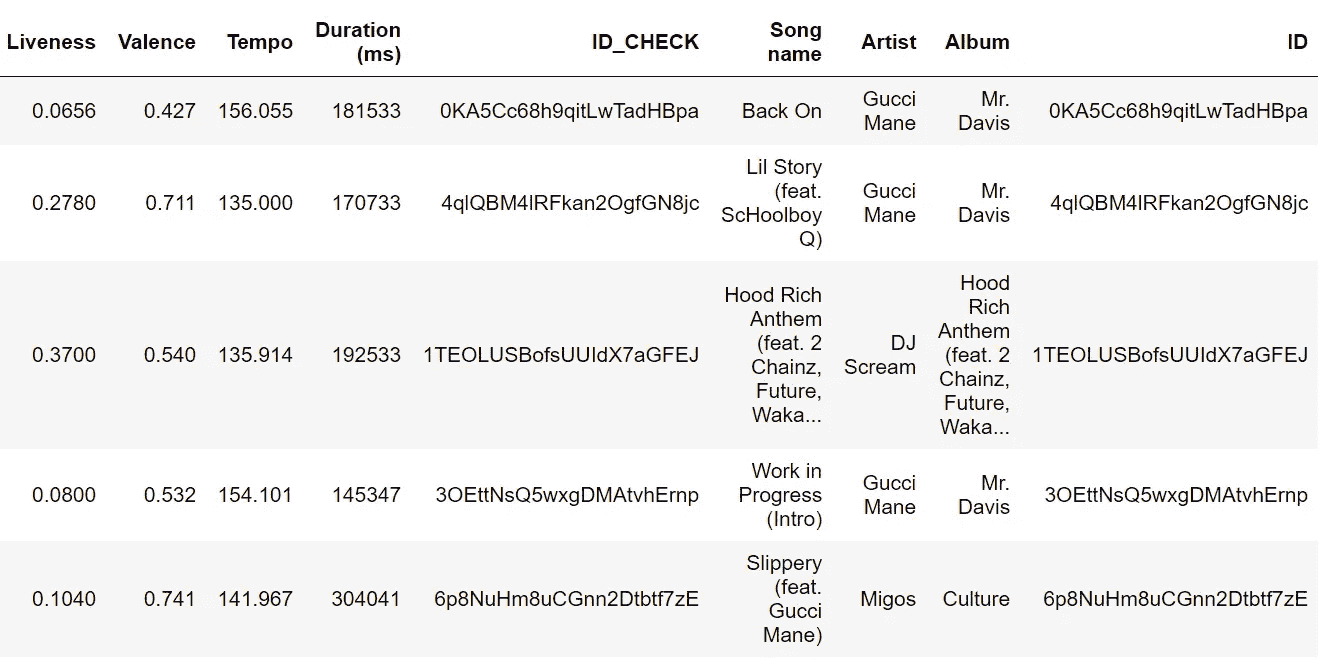 Liveness Valence Tempo Duration (ms) ID_CHECK Song name Artist Album ID
0.0656 0.427 156.055 181533 0KA5Cc68h9qitLwTadHBpa Back On Gucci Mane Mr. Davis 0KA5Cc68h9qitLwTadHBpa
0.2780 0.711 135.000 170733 4qlQBM4lRFkan2OgfGN8jc Lil Story (feat. ScHoolboy Q) Gucci Mane Mr. Davis 4qlQBM4lRFkan2OgfGN8jc
0.3700 0.540 135.914 192533 1TEOLUSBofsUUIdX7aGFEJ Hood Rich Anthem (feat. 2 Chainz, Future, Waka... DJ Scream Hood Rich Anthem (feat. 2 Chainz, Future, Waka... 1TEOLUSBofsUUIdX7aGFEJ
0.0800 0.532 154.101 145347 3OEttNsQ5wxgDMAtvhErnp Work in Progress (Intro) Gucci Mane Mr. Davis 3OEttNsQ5wxgDMAtvhErnp
0.1040 0.741 141.967 304041 6p8NuHm8uCGnn2Dtbtf7zE Slippery (feat. Gucci Mane) Migos Culture 6p8NuHm8uCGnn2Dtbtf7zE